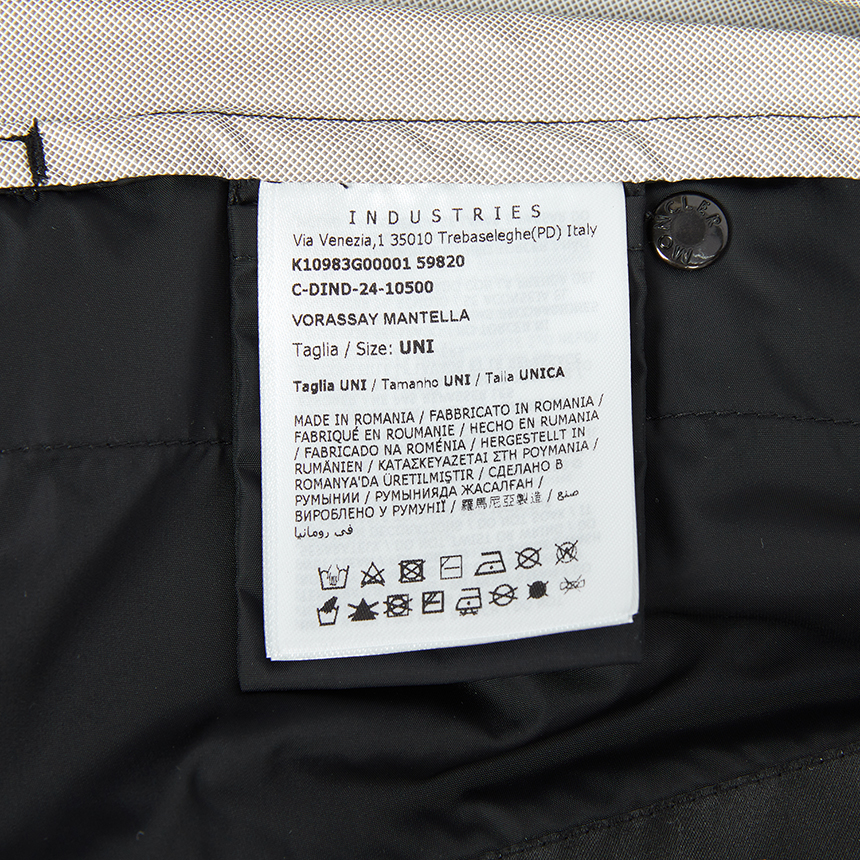 INDUSTRIES
Via Venezia,1 35010 Trebaseleghe(PD) Italy
K10983G00001 59820
C-DIND-24-10500
VORASSAY MANTELLA
Taglia / Size: UNI
Taglia UNI / Tamanho UNI / Talla UNICA
MADE IN ROMANIA / FABBRICATO IN ROMANIA /
FABRIQUÉ EN ROUMANIE / HECHO EN RUMANIA
/ FABRICADO NA ROMÉNIA / HERGESTELLT IN
RUMÄNIEN / ΚΑΤΑΣΚΕΥΑΖΕΤΑΙ ΣΤΗ ΡΟΥΜΑΝΙΑ /
ROMANYA'DA ÜRETILMIŞTIR / СДЕЛАНО В
РУМЫНИИ / РУМЫНИЯДА ЖАСАЛҒАН /
ВИРОБЛЕНО У РУМУНІЇ / 羅馬尼亞製造 / صنع
في رومانيا
MONCLER